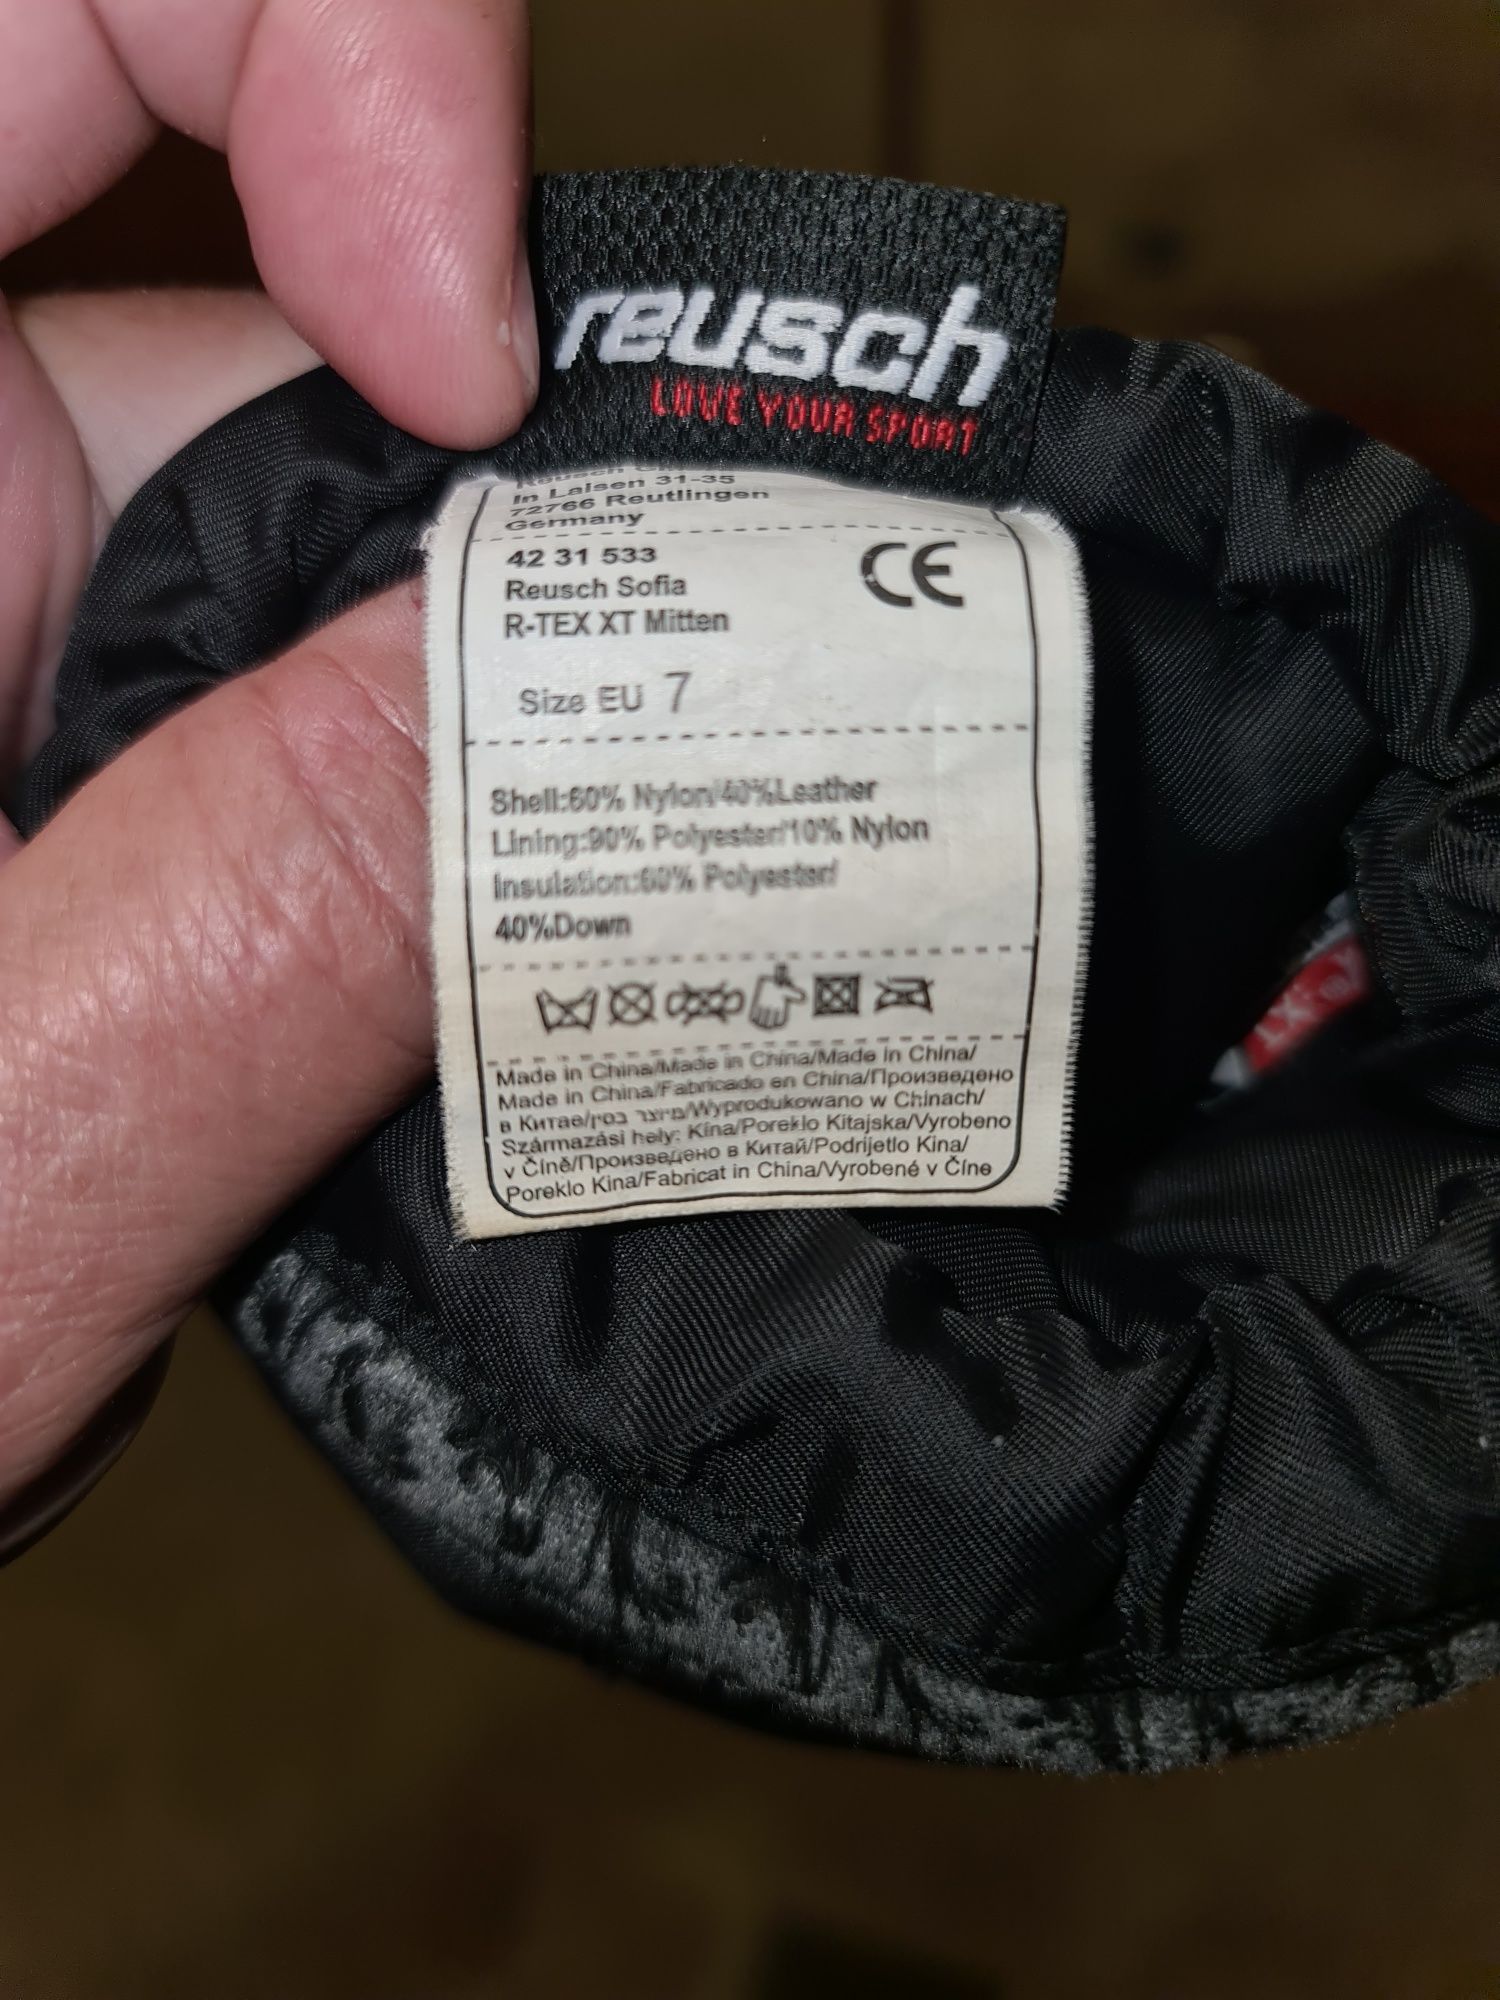 reusch
LOVE YOUR SPORT
Reusch
In Laisen 31-35
72766 Reutlingen
Germany
42 31 533
CE
Reusch Sofia
R-TEX XT Mitten
Size EU 7
Shell:60% Nylon/40%Leather
Lining:90% Polyester/10% Nylon
Insulation:60% Polyester/
40%Down
Made in China/Made in China/Made in China/
Made in China/Fabricado en China/Произведено
в Китае/מיוצר בסין/Wyprodukowano w Chinach/
Származási hely: Kína/Poreklo Kitajska/Vyrobeno
v Číně/Произведено в Китай/Podrijetlo Kina/
Poreklo Kina/Fabricat in China/Vyrobené v Číne
XT